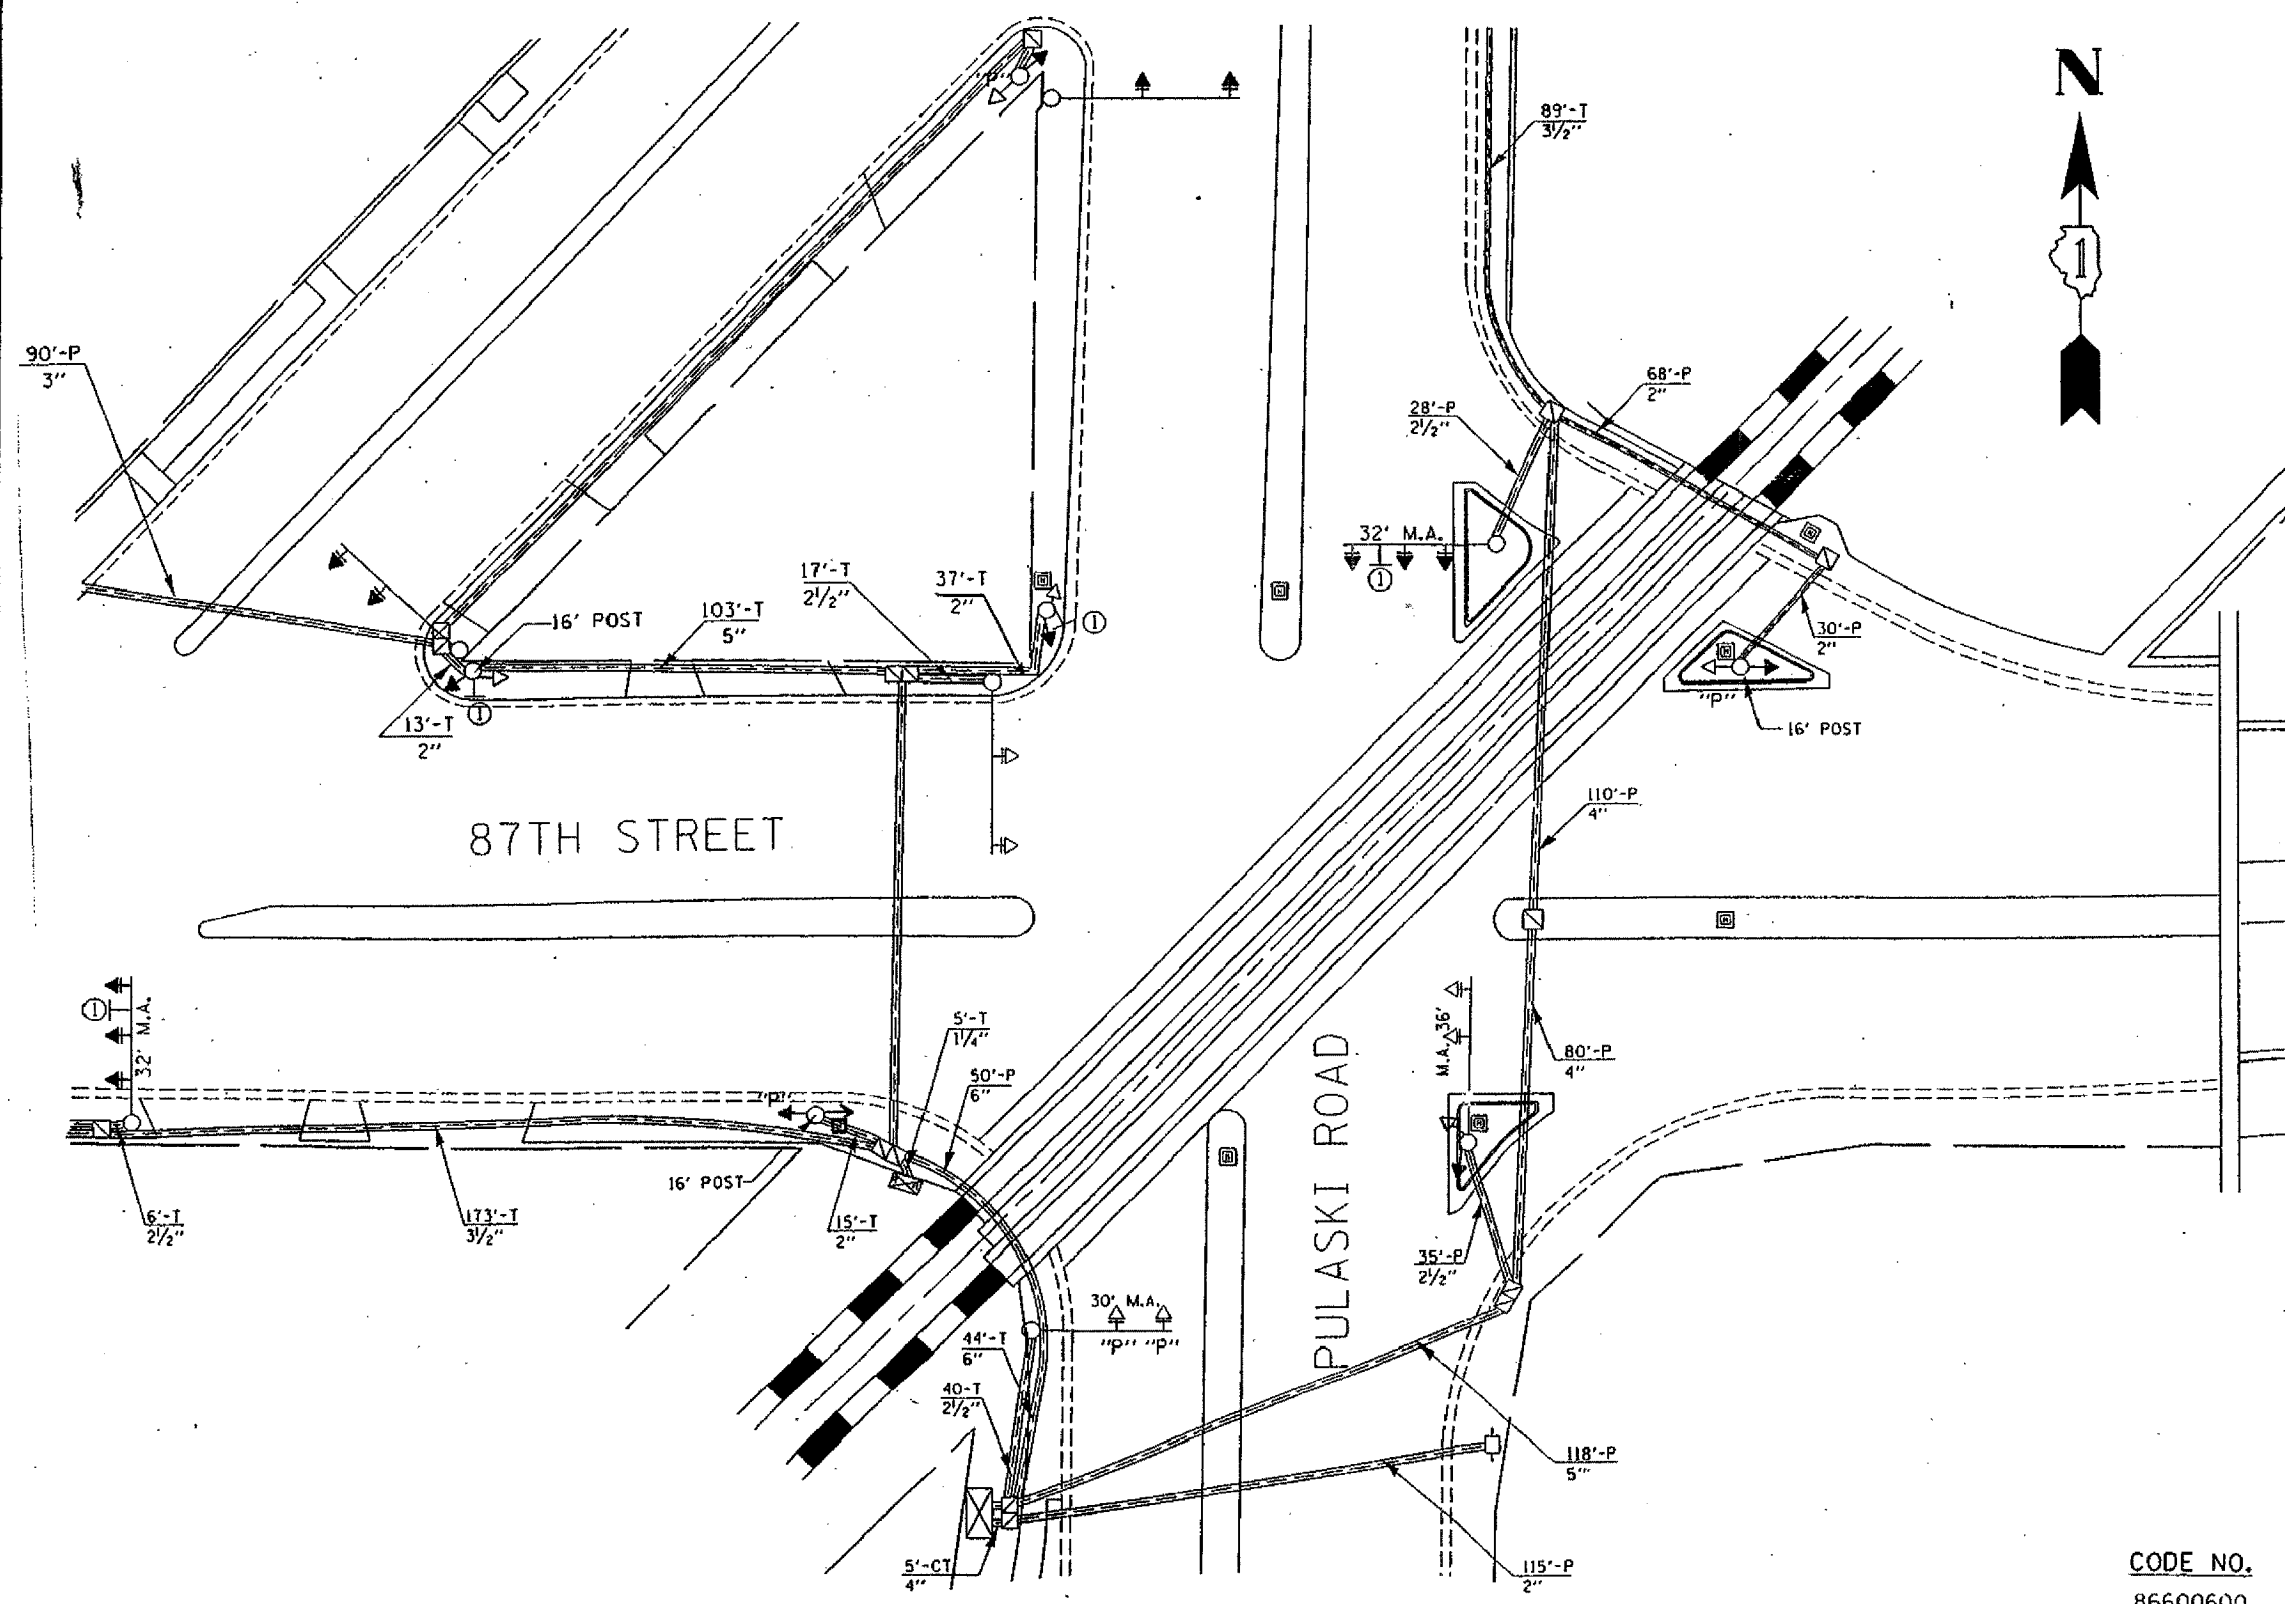 N
1
89'-T
3½"
90'-P
3"
68'-P
2"
28'-P
2½"
"P"
32' M.A.
1
16' POST
103'-T
5"
17'-T
2½"
37'-T
2"
1
30'-P
2"
"P"
16' POST
13'-T
2"
1
87TH STREET
110'-P
4"
1
32' M.A.
5'-T
1¼"
50'-P
6"
M.A. 36'
80'-P
4"
"P"
16' POST
6'-T
2½"
173'-T
3½"
15'-T
2"
PULASKI ROAD
35'-P
2½"
30' M.A.
"P" "P"
44'-T
6"
40-T
2½"
118'-P
5"
5'-CT
4"
115'-P
2"
CODE NO.
86600600